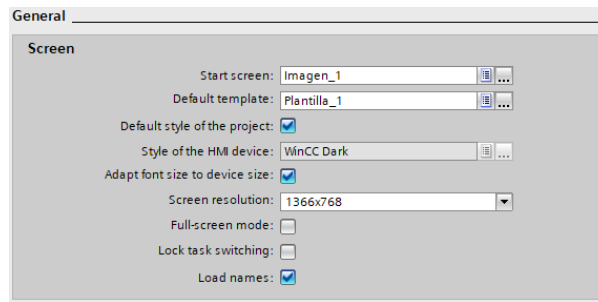 General
Screen
Start screen: Imagen_1 ...
Default template: Plantilla_1 ...
Default style of the project:
Style of the HMI device: WinCC Dark ...
Adapt font size to device size:
Screen resolution: 1366x768
Full-screen mode:
Lock task switching:
Load names: